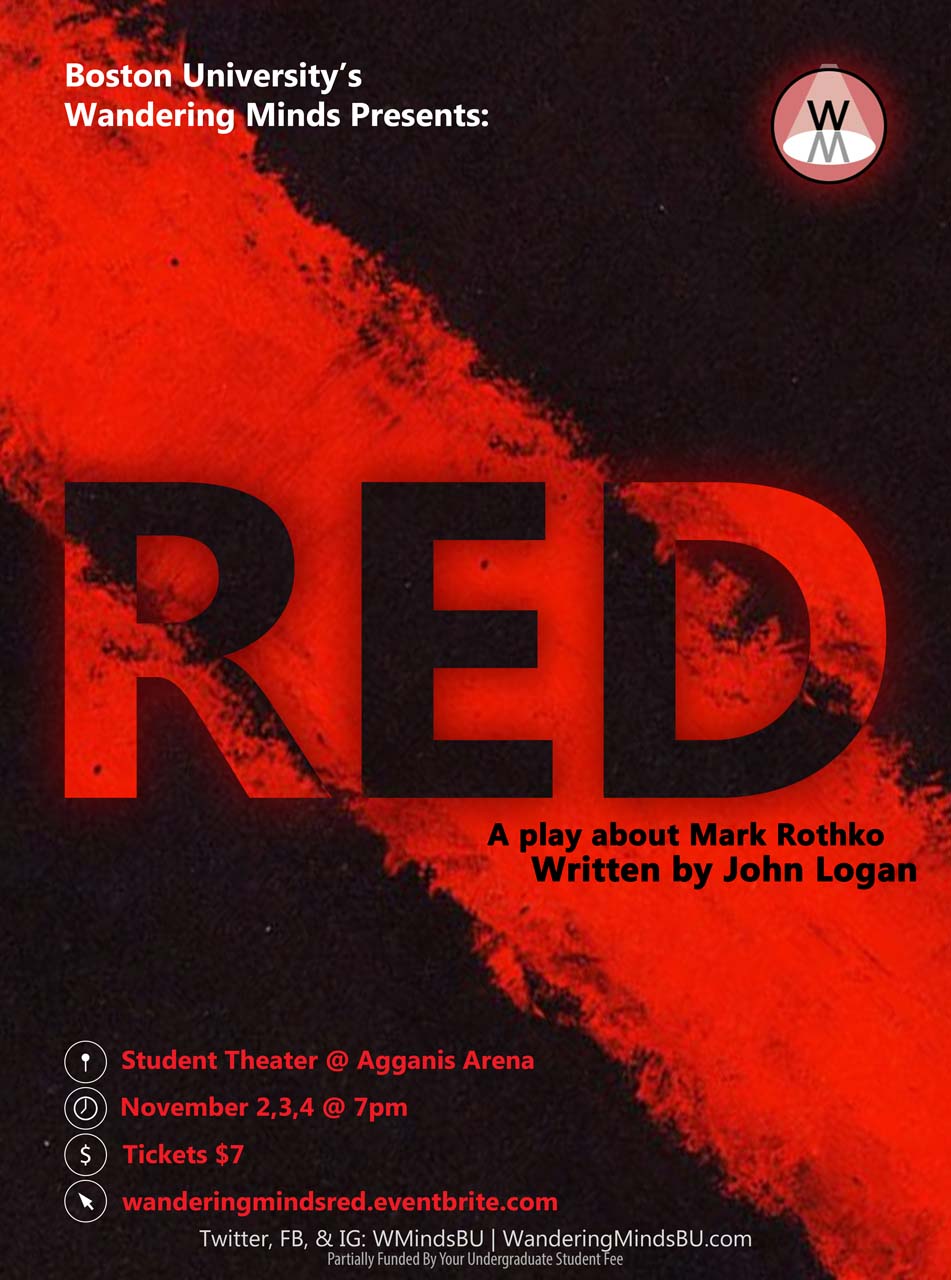 Boston University’s
Wandering Minds Presents:
W
M
RED
A play about Mark Rothko
Written by John Logan
Student Theater @ Agganis Arena
November 2,3,4 @ 7pm
$
Tickets $7
wanderingmindsred.eventbrite.com
Twitter, FB, & IG: WMindsBU | WanderingMindsBU.com
Partially Funded By Your Undergraduate Student Fee